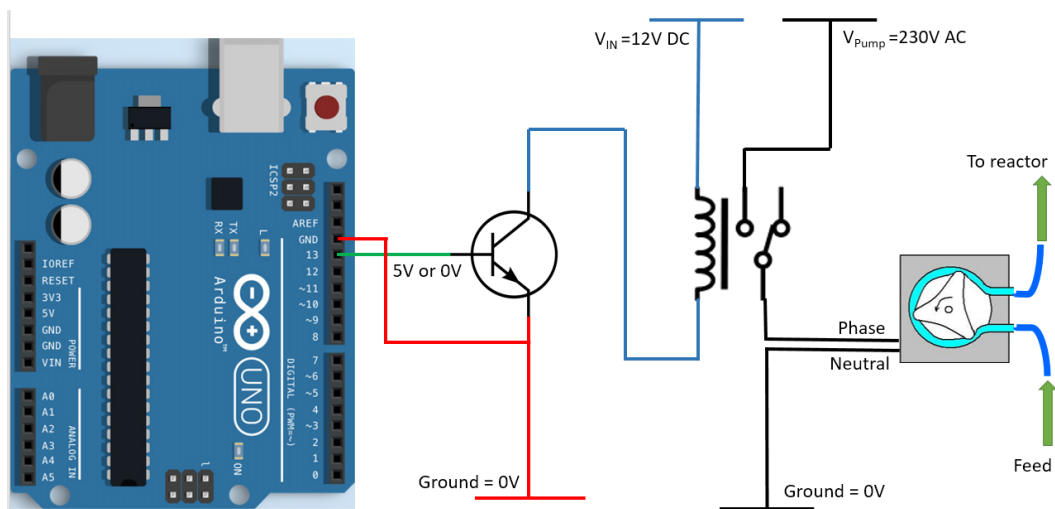 V_IN =12V DC
V_Pump =230V AC
To reactor
ICSP2
AREF
GND
13
12
~11
~10
~9
8
7
~6
~5
4
~3
2
1
0
DIGITAL (PWM=~)
RX
TX
L
Arduino™
UNO
ON
l
IOREF
RESET
3V3
5V
GND
GND
VIN
POWER
A0
A1
A2
A3
A4
A5
ANALOG IN
5V or 0V
Phase
Neutral
Feed
Ground = 0V
Ground = 0V